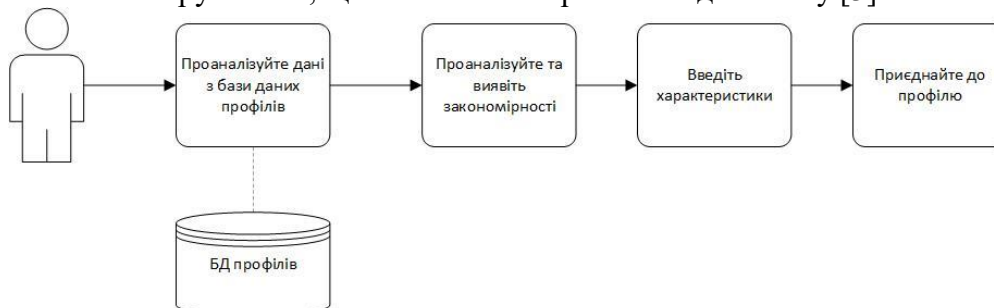 Проаналізуйте дані
з бази даних
профілів
Проаналізуйте та
виявіть
закономірності
Введіть
характеристики
Приєднайте до
профілю
БД профілів